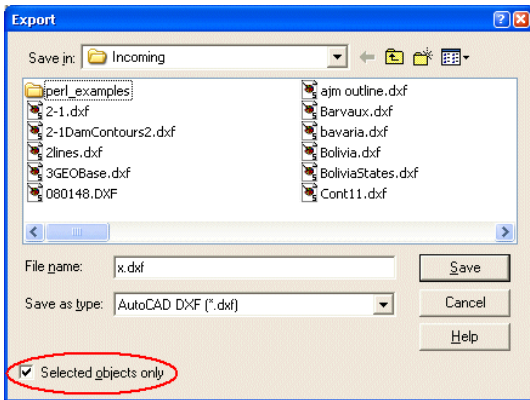 Export
Save in: Incoming
perl_examples
2-1.dxf
2-1DamContours2.dxf
2lines.dxf
3GEOBase.dxf
080148.DXF
ajm outline.dxf
Barvaux.dxf
bavaria.dxf
Bolivia.dxf
BoliviaStates.dxf
Cont11.dxf
File name: x.dxf Save
Save as type: AutoCAD DXF (*.dxf) Cancel
Help
Selected objects only